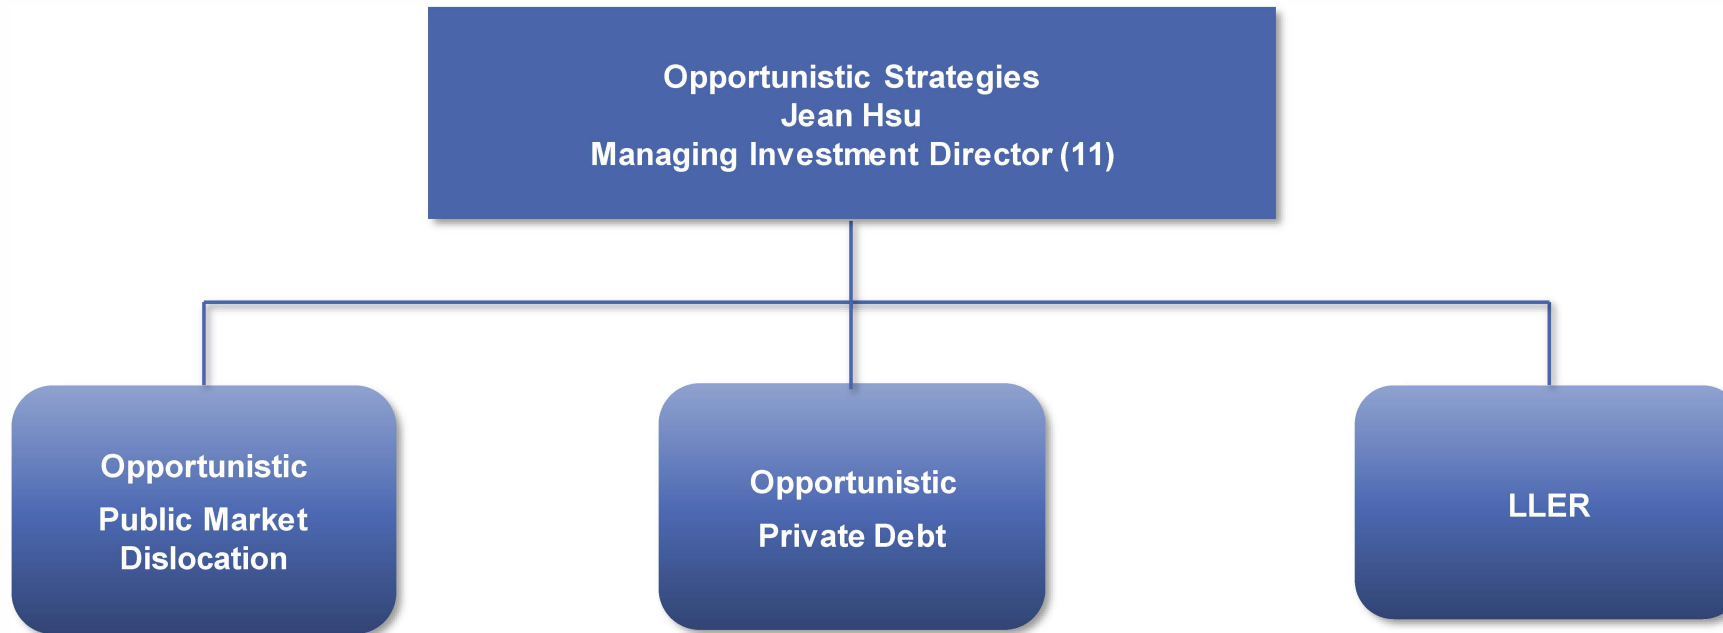 Opportunistic Strategies
Jean Hsu
Managing Investment Director (11)
Opportunistic
Public Market
Dislocation
Opportunistic
Private Debt
LLER